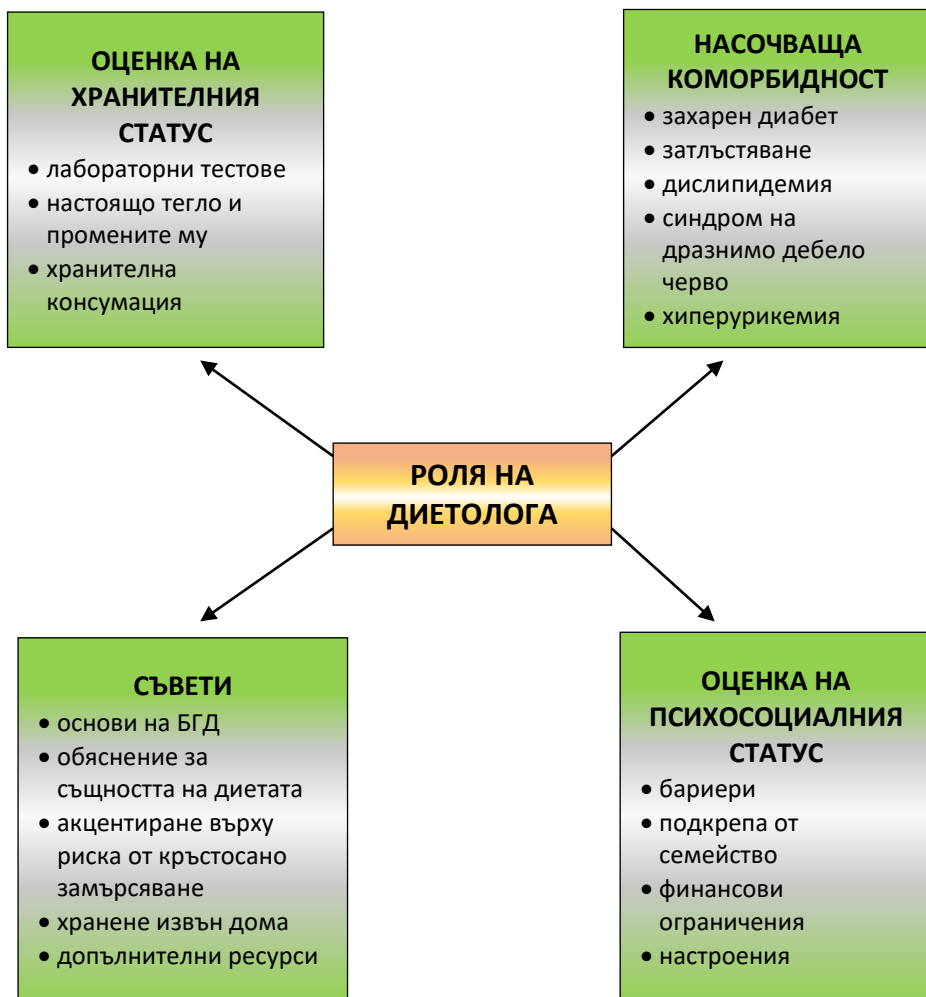 ОЦЕНКА НА
ХРАНИТЕЛНИЯ
СТАТУС
• лабораторни тестове
• настоящо тегло и
промените му
• хранителна
консумация
НАСОЧВАЩА
КОМОРБИДНОСТ
• захарен диабет
• затлъстяване
• дислипидемия
• синдром на
дразнимо дебело
черво
• хиперурикемия
РОЛЯ НА
ДИЕТОЛОГА
СЪВЕТИ
• основи на БГД
• обяснение за
същността на диетата
• акцентиране върху
риска от кръстосано
замърсяване
• хранене извън дома
• допълнителни ресурси
ОЦЕНКА НА
ПСИХОСОЦИАЛНИЯ
СТАТУС
• бариери
• подкрепа от
семейство
• финансови
ограничения
• настроения